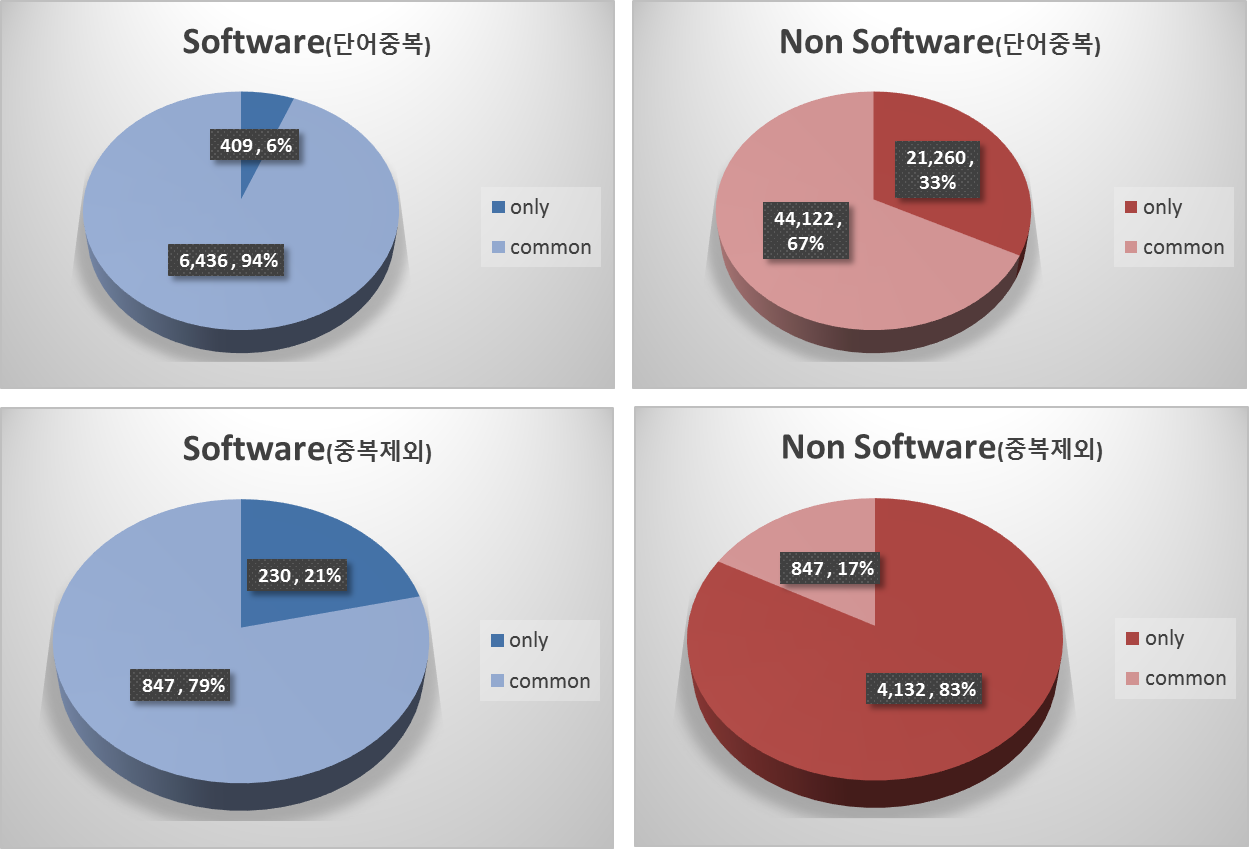 Software(단어중복)
409 , 6%
6,436 , 94%
only
common
Non Software(단어중복)
21,260 ,
33%
44,122 ,
67%
only
common
Software(중복제외)
230 , 21%
847 , 79%
only
common
Non Software(중복제외)
847 , 17%
4,132 , 83%
only
common